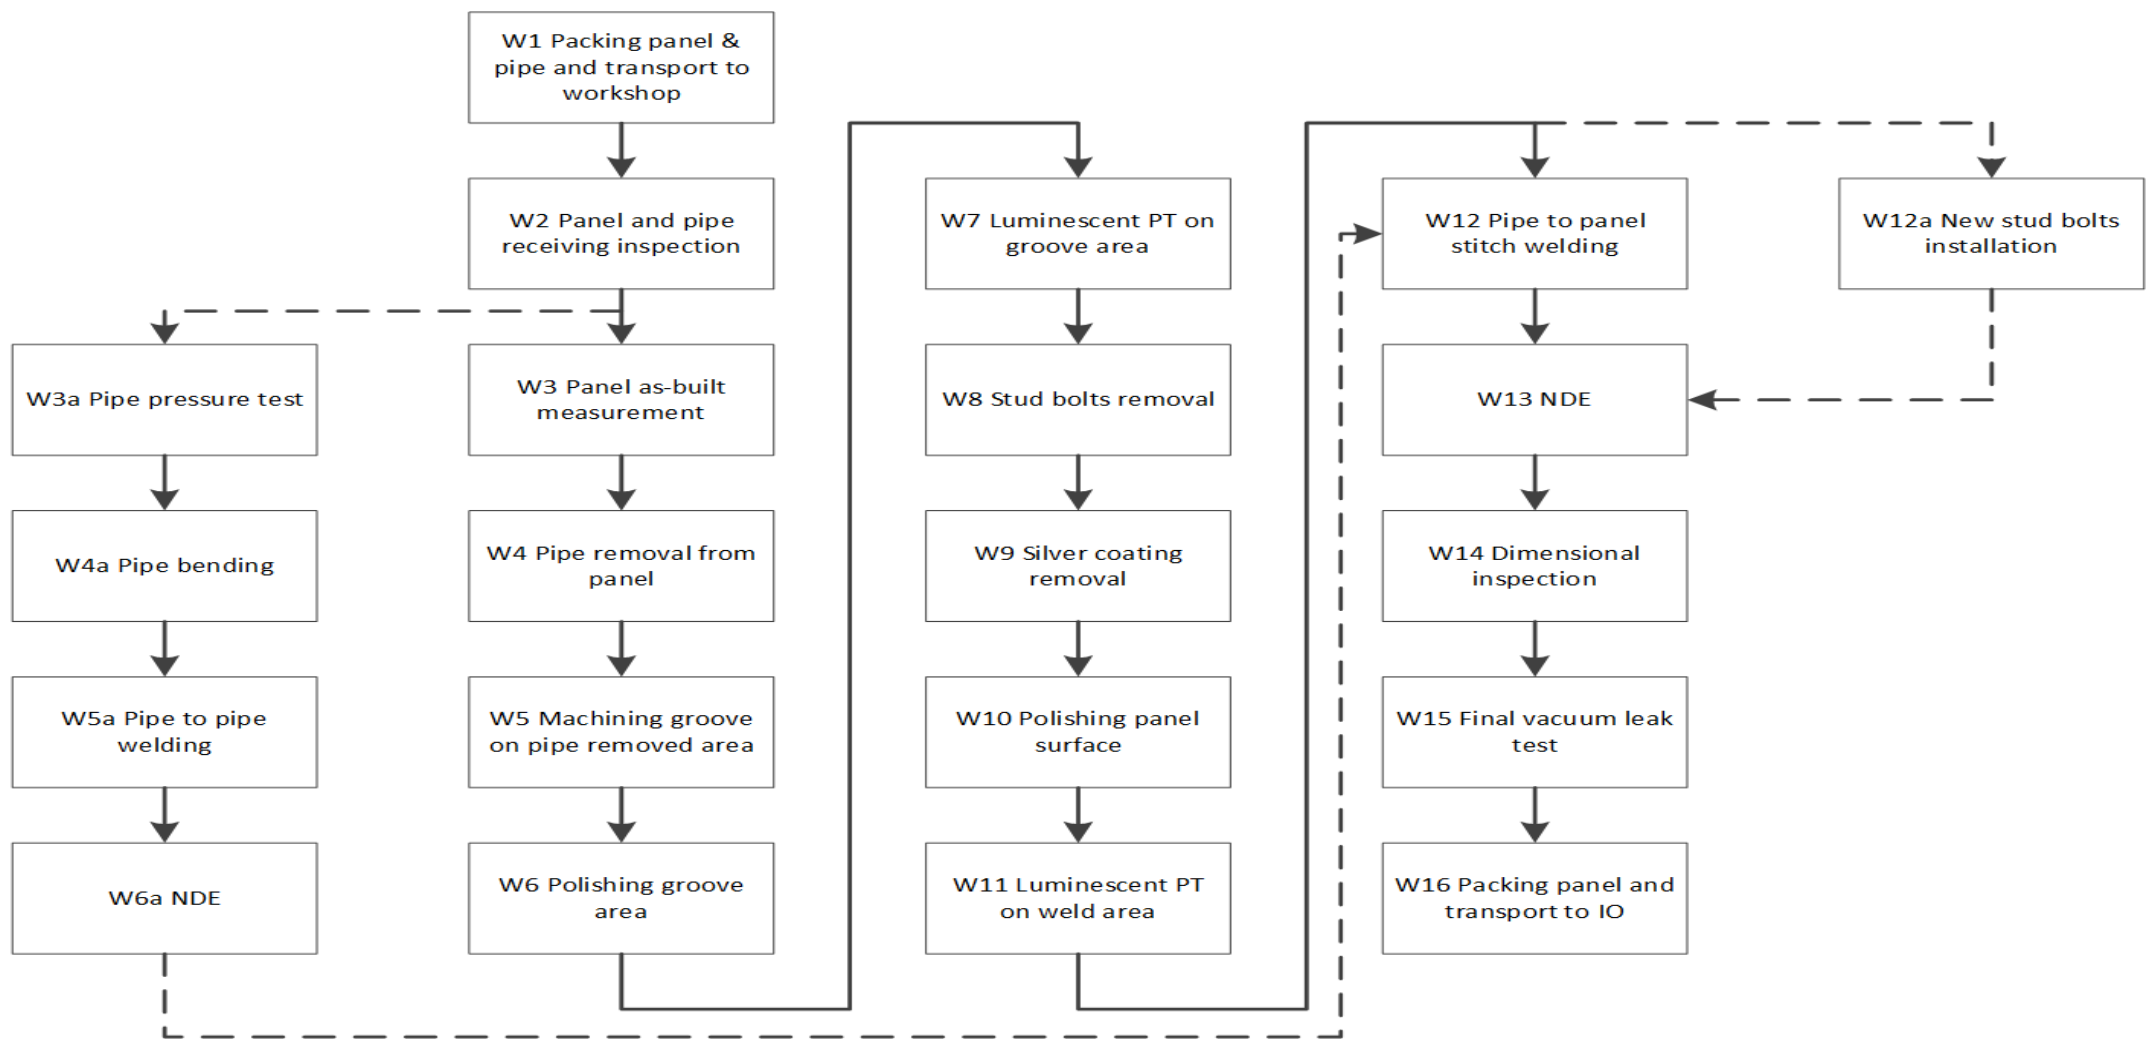 W1 Packing panel &
pipe and transport to
workshop
W2 Panel and pipe
receiving inspection
W3a Pipe pressure test
W4a Pipe bending
W5a Pipe to pipe
welding
W6a NDE
W3 Panel as-built
measurement
W4 Pipe removal from
panel
W5 Machining groove
on pipe removed area
W6 Polishing groove
area
W7 Luminescent PT on
groove area
W8 Stud bolts removal
W9 Silver coating
removal
W10 Polishing panel
surface
W11 Luminescent PT
on weld area
W12 Pipe to panel
stitch welding
W12a New stud bolts
installation
W13 NDE
W14 Dimensional
inspection
W15 Final vacuum leak
test
W16 Packing panel and
transport to IO